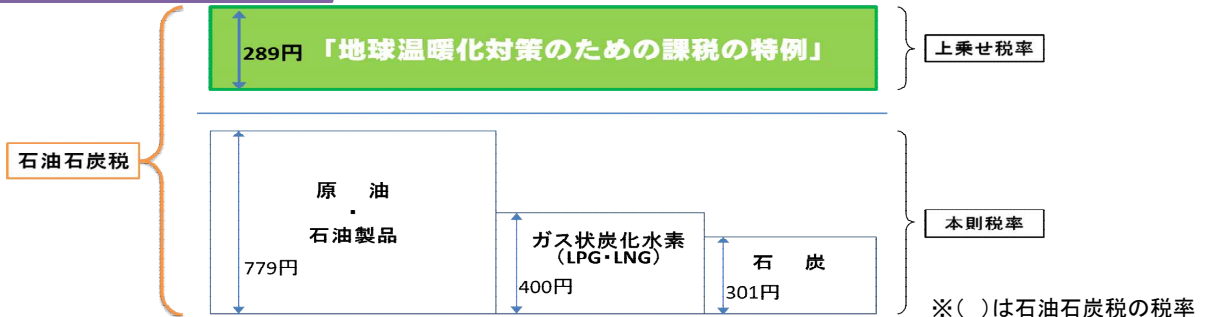 289円「地球温暖化対策のための課税の特例」
上乗せ税率
石油石炭税
原 油
・
石油製品
779円
ガス状炭化水素
（LPG・LNG）
400円
石 炭
301円
本則税率
※（ ）は石油石炭税の税率